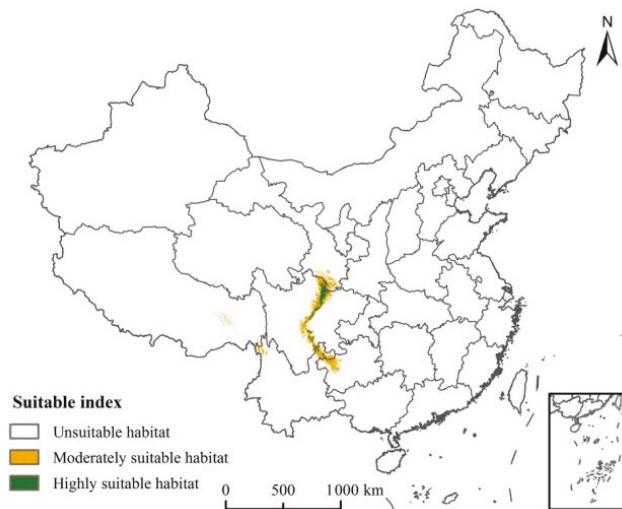 N
Suitable index
Unsuitable habitat
Moderately suitable habitat
Highly suitable habitat
0 500 1000 km